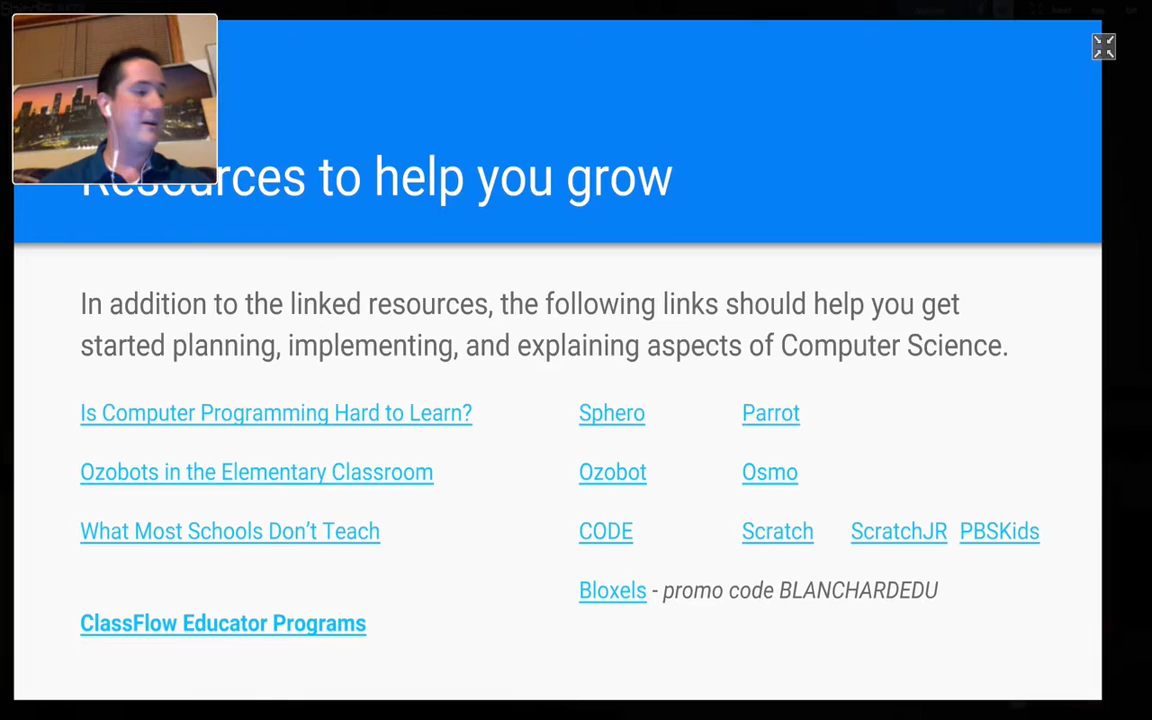 Resources to help you grow
In addition to the linked resources, the following links should help you get
started planning, implementing, and explaining aspects of Computer Science.
Is Computer Programming Hard to Learn?
Ozobots in the Elementary Classroom
What Most Schools Don’t Teach
ClassFlow Educator Programs
Sphero Parrot
Ozobot Osmo
CODE Scratch ScratchJR PBSKids
Bloxels - promo code BLANCHARDEDU